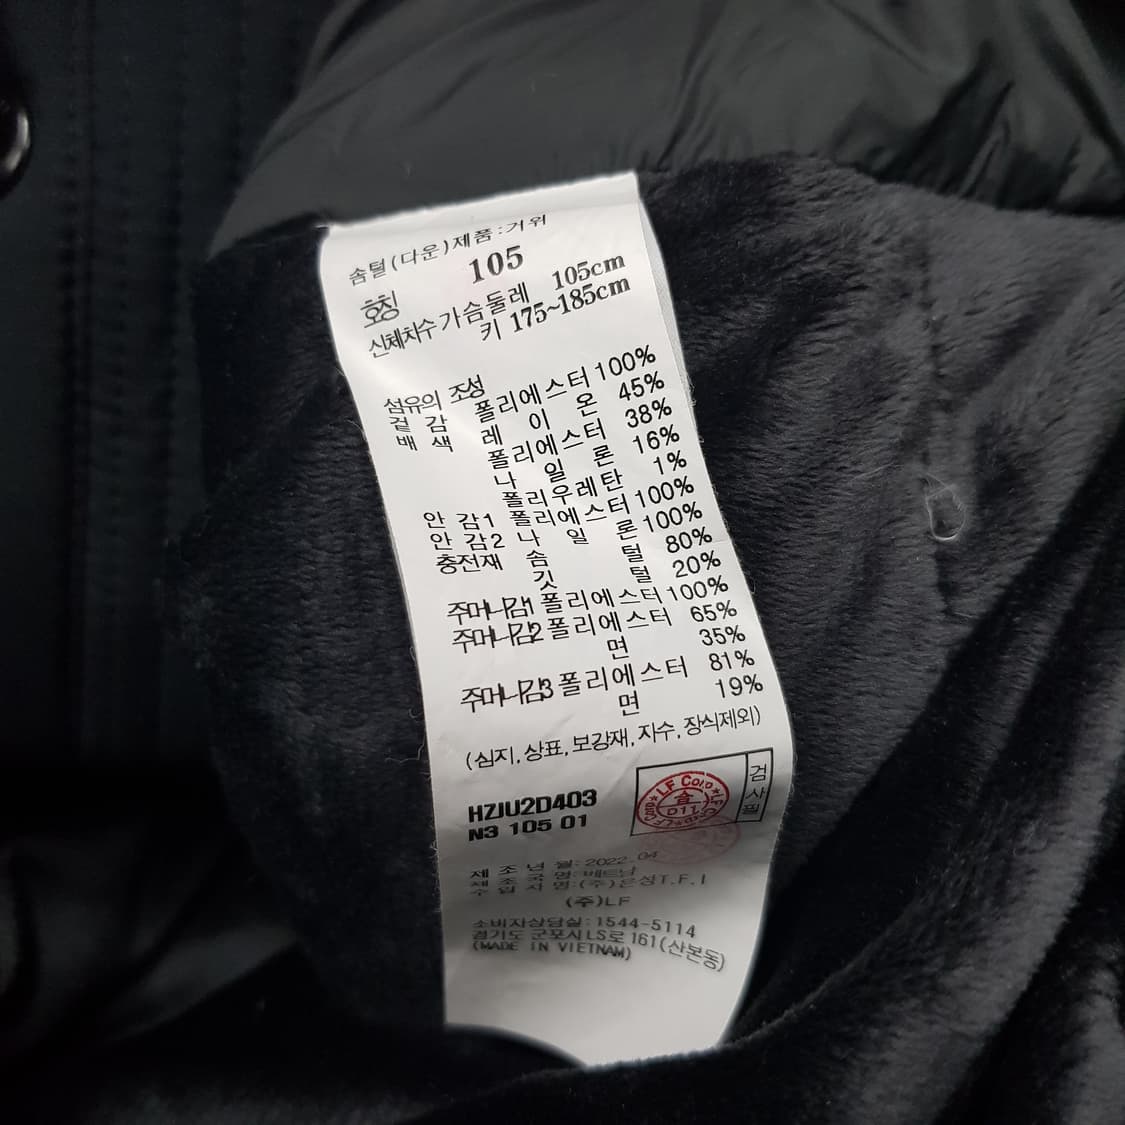 솜털(다운)제품:거위
호칭 105
신체치수 가슴둘레 105cm
키 175~185cm
섬유의 조성
겉 감 폴리에스터 100%
배 색 레 이 온 45%
폴리에스터 38%
나 일 론 16%
폴리우레탄 1%
안 감1 폴리에스터 100%
안 감2 나 일 론 100%
충전재 솜 털 80%
깃 털 20%
주머니감1 폴리에스터 100%
주머니감2 폴리에스터 65%
면 35%
주머니감3 폴리에스터 81%
면 19%
(심지,상표,보강재,자수,장식제외)
HZJU2D403
N3 105 01
LF Corp
D11
검사필
제 조 년 월:2022.04
제 조 국 명:베트남
수 입 자 명:(주)은성T.F.I
(주)LF
소비자상담실:1544-5114
경기도 군포시LS로 161(산본동)
(MADE IN VIETNAM)